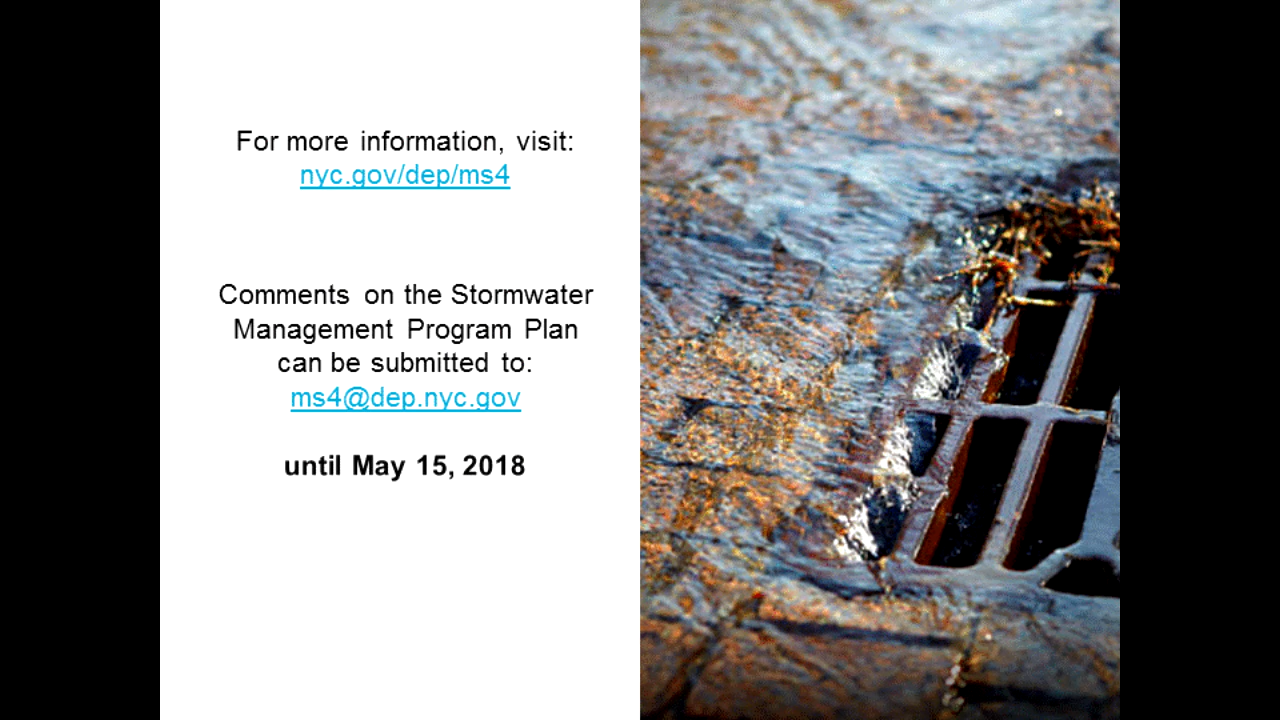 For more information, visit:
nyc.gov/dep/ms4
Comments on the Stormwater
Management Program Plan
can be submitted to:
ms4@dep.nyc.gov
until May 15, 2018